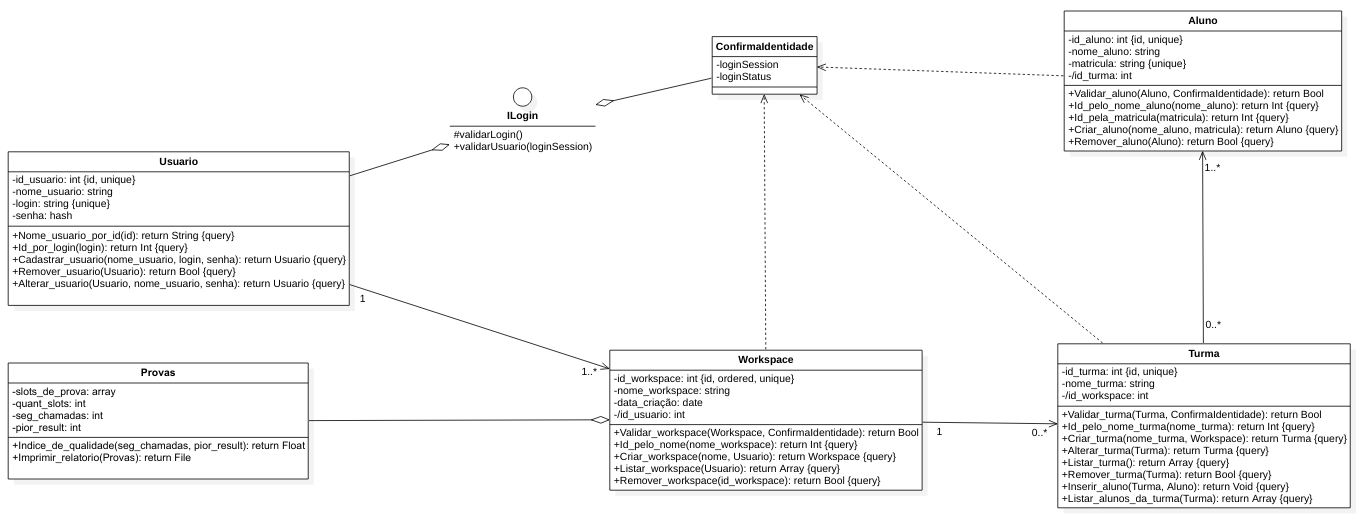 Aluno
-id_aluno: int {id, unique}
-nome_aluno: string
-matricula: string {unique}
-/id_turma: int
+Validar_aluno(Aluno, ConfirmaIdentidade): return Bool
+Id_pelo_nome_aluno(nome_aluno): return Int {query}
+Id_pela_matricula(matricula): return Int {query}
+Criar_aluno(nome_aluno, matricula): return Aluno {query}
+Remover_aluno(Aluno): return Bool {query}
ConfirmaIdentidade
-loginSession
-loginStatus
ILogin
#validarLogin()
+validarUsuario(loginSession)
Usuario
-id_usuario: int {id, unique}
-nome_usuario: string
-login: string {unique}
-senha: hash
+Nome_usuario_por_id(id): return String {query}
+Id_por_login(login): return Int {query}
+Cadastrar_usuario(nome_usuario, login, senha): return Usuario {query}
+Remover_usuario(Usuario): return Bool {query}
+Alterar_usuario(Usuario, nome_usuario, senha): return Usuario {query}
1
1..*
1..*
0..*
Provas
-slots_de_prova: array
-quant_slots: int
-seg_chamadas: int
-pior_result: int
+Indice_de_qualidade(seg_chamadas, pior_result): return Float
+Imprimir_relatorio(Provas): return File
Workspace
-id_workspace: int {id, ordered, unique}
-nome_workspace: string
-data_criação: date
-/id_usuario: int
+Validar_workspace(Workspace, ConfirmaIdentidade): return Bool
+Id_pelo_nome(nome_workspace): return Int {query}
+Criar_workspace(nome, Usuario): return Workspace {query}
+Listar_workspace(Usuario): return Array {query}
+Remover_workspace(id_workspace): return Bool {query}
1
0..*
Turma
-id_turma: int {id, unique}
-nome_turma: string
-/id_workspace: int
+Validar_turma(Turma, ConfirmaIdentidade): return Bool
+Id_pelo_nome_turma(nome_turma): return Int {query}
+Criar_turma(nome_turma, Workspace): return Turma {query}
+Alterar_turma(Turma): return Turma {query}
+Listar_turma(): return Array {query}
+Remover_turma(Turma): return Bool {query}
+Inserir_aluno(Turma, Aluno): return Void {query}
+Listar_alunos_da_turma(Turma): return Array {query}